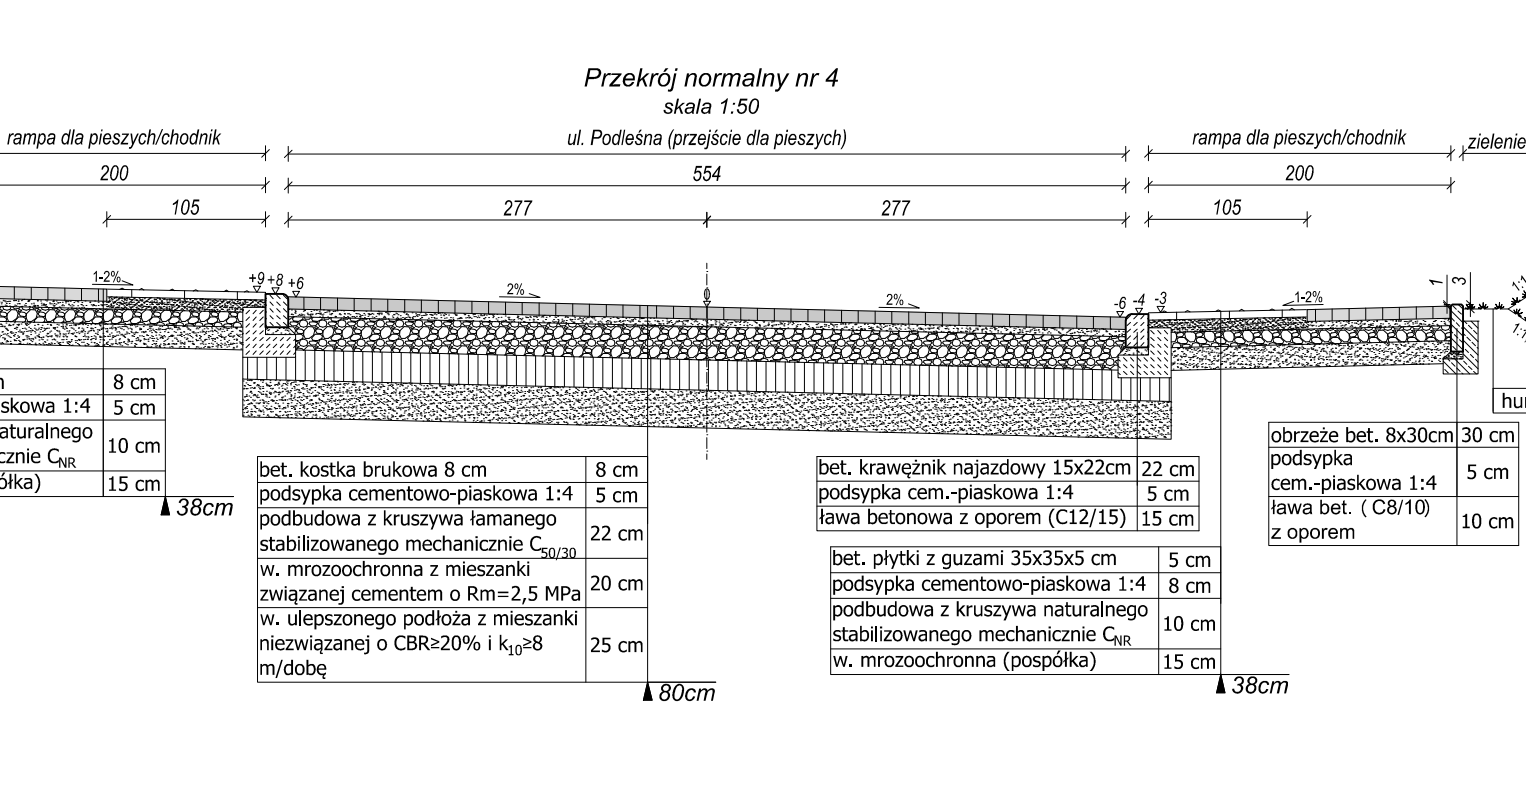 Przekrój normalny nr 4
skala 1:50
rampa dla pieszych/chodnik
ul. Podleśna (przejście dla pieszych)
rampa dla pieszych/chodnik
zielenie
200
554
200
105
277
277
105
1-2%
+9
+8
+6
2%
0
2%
-6
-4
-3
1-2%
1
3
8 cm
skowa 1:4
5 cm
aturalnego
cznie CNR
10 cm
ółka)
15 cm
38cm
bet. kostka brukowa 8 cm
8 cm
podsypka cementowo-piaskowa 1:4
5 cm
podbudowa z kruszywa łamanego
stabilizowanego mechanicznie C50/30
22 cm
w. mrozoochronna z mieszanki
związanej cementem o Rm=2,5 MPa
20 cm
w. ulepszonego podłoża z mieszanki
niezwiązanej o CBR≥20% i k10≥8
m/dobę
25 cm
80cm
bet. krawężnik najazdowy 15x22cm
22 cm
podsypka cem.-piaskowa 1:4
5 cm
ława betonowa z oporem (C12/15)
15 cm
bet. płytki z guzami 35x35x5 cm
5 cm
podsypka cementowo-piaskowa 1:4
8 cm
podbudowa z kruszywa naturalnego
stabilizowanego mechanicznie CNR
10 cm
w. mrozoochronna (pospółka)
15 cm
38cm
hu
obrzeże bet. 8x30cm
30 cm
podsypka
cem.-piaskowa 1:4
5 cm
ława bet. ( C8/10)
z oporem
10 cm